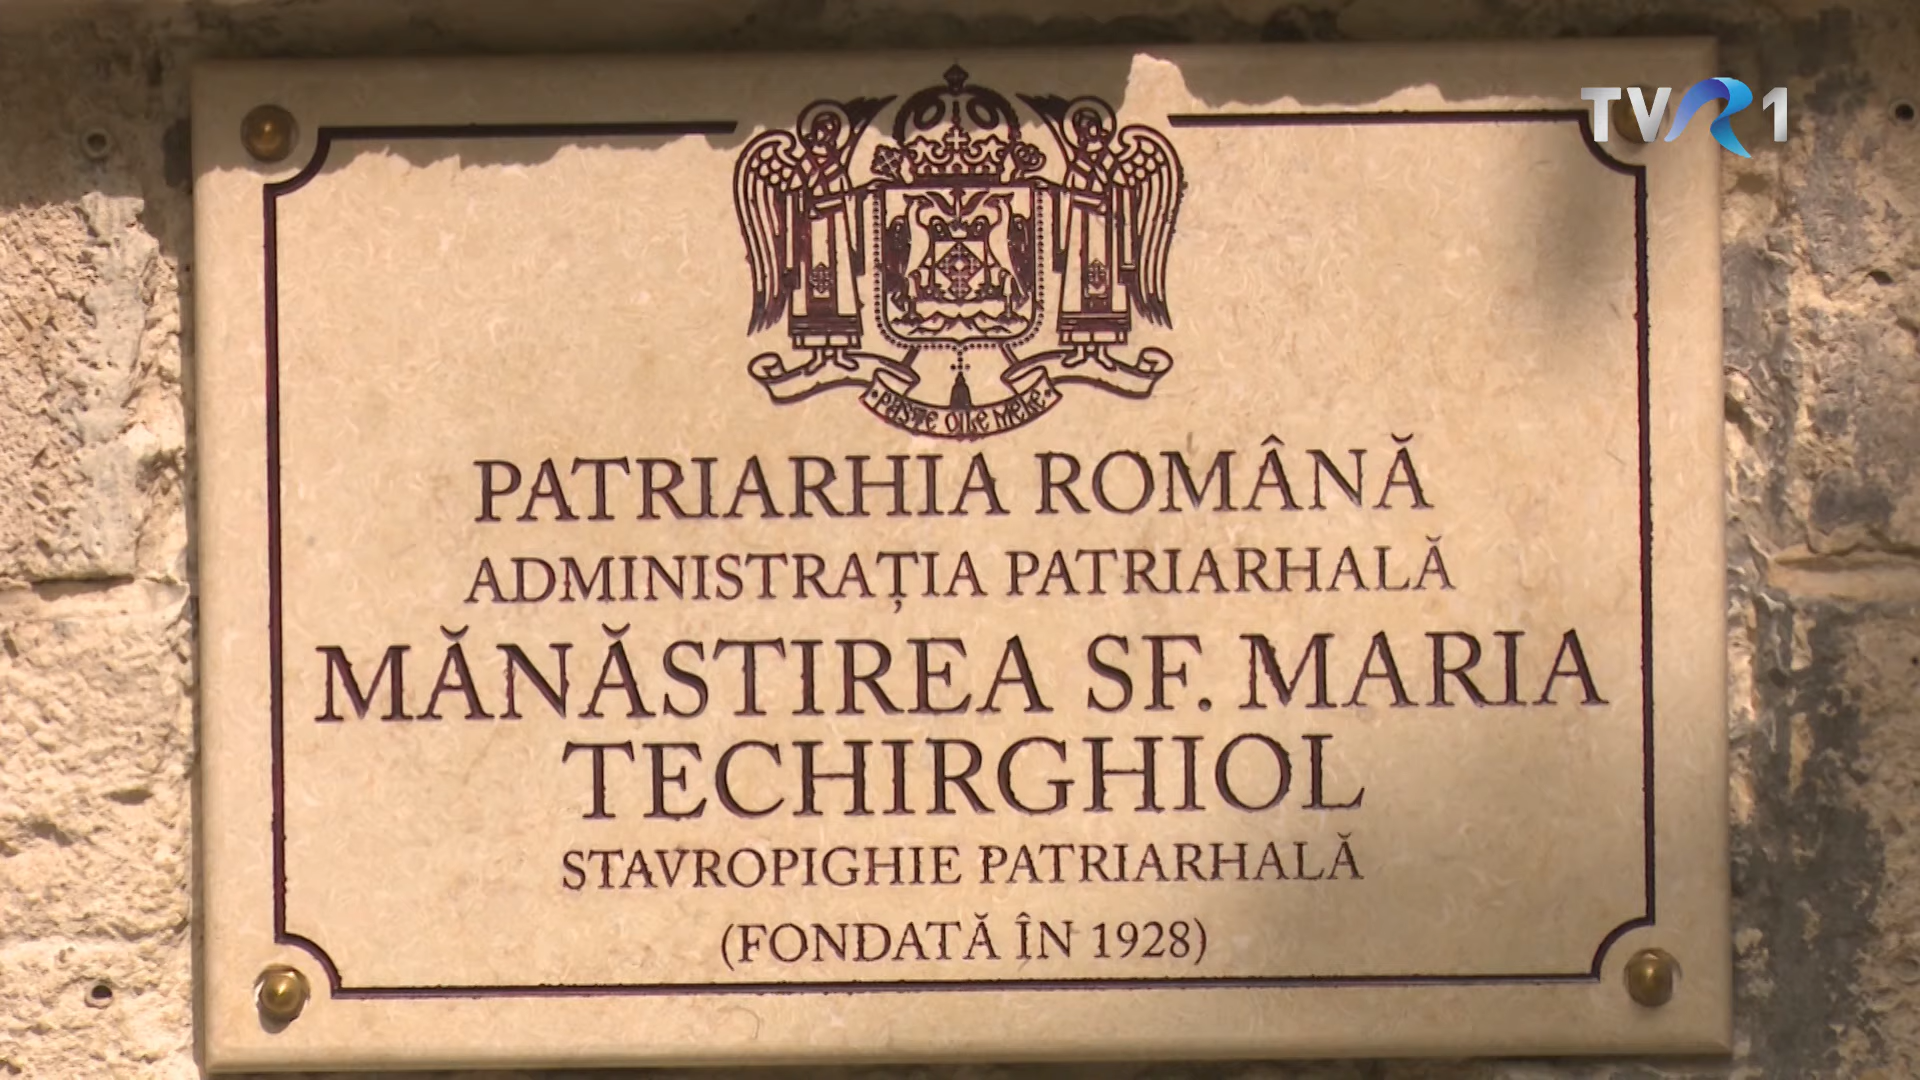 TVR1
PAȘTE OILE MELE
PATRIARHIA ROMÂNĂ
ADMINISTRAȚIA PATRIARHALĂ
MĂNĂSTIREA SF. MARIA
TECHIRGHIOL
STAVROPIGHIE PATRIARHALĂ
(FONDATĂ ÎN 1928)